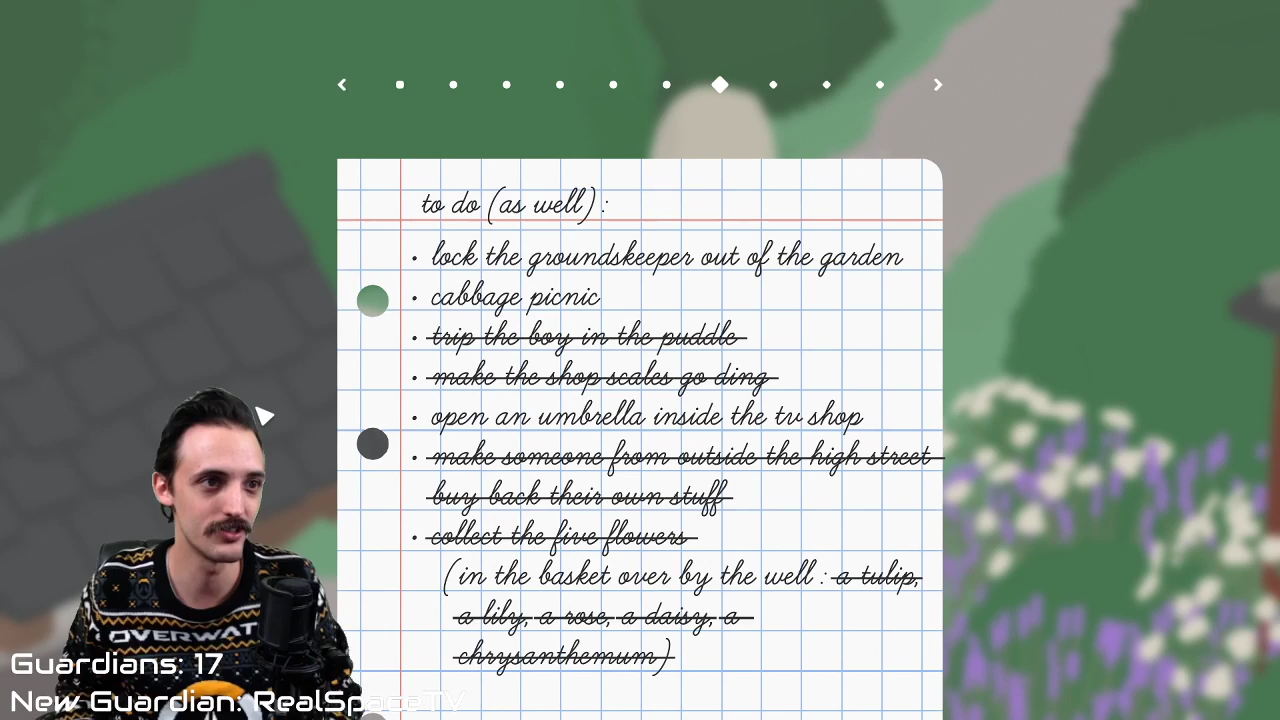 to do (as well) :
• lock the groundskeeper out of the garden
• cabbage picnic
• trip the boy in the puddle
• make the shop scales go ding
• open an umbrella inside the tv shop
• make someone from outside the high street
buy back their own stuff
• collect the five flowers
(in the basket over by the well : a tulip,
a lily, a rose, a daisy, a
chrysanthemum)
OVERWAT
Guardians: 17
New Guardian: RealSpaceTV